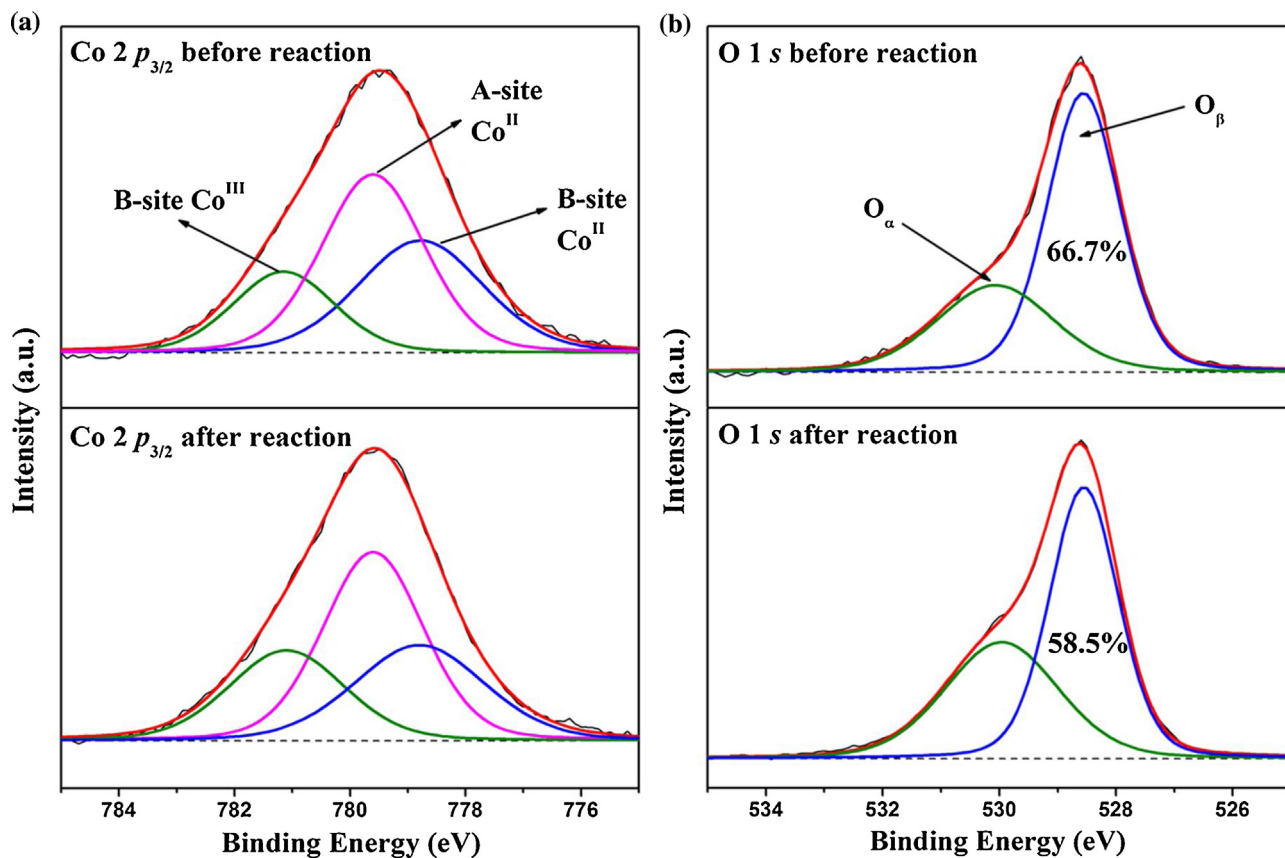 (a)
Co 2 p3/2 before reaction
A-site
CoII
B-site CoIII
B-site
CoII
Intensity (a.u.)
Co 2 p3/2 after reaction
784 782 780 778 776
Binding Energy (eV)
(b)
O 1 s before reaction
Oβ
Oα
66.7%
Intensity (a.u.)
O 1 s after reaction
58.5%
534 532 530 528 526
Binding Energy (eV)